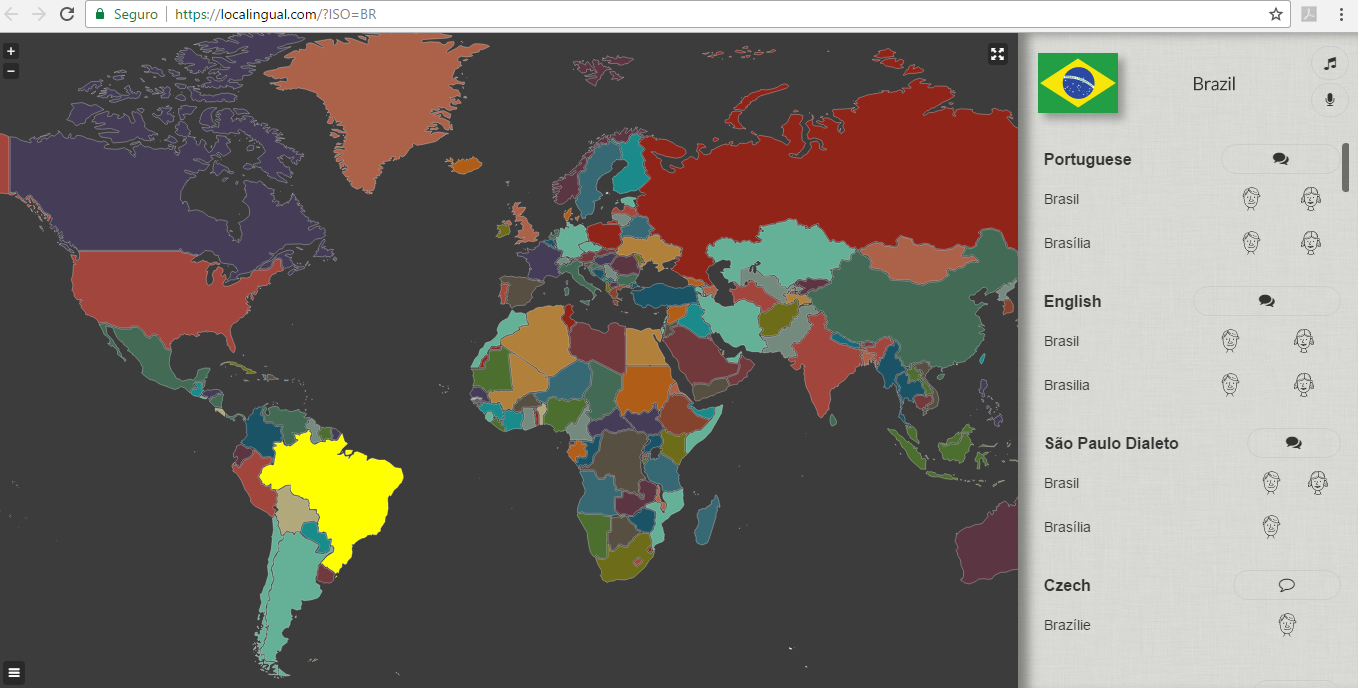 Seguro
https://localingual.com/?ISO=BR
+
−
Brazil
Portuguese
Brasil
Brasília
English
Brasil
Brasilia
São Paulo Dialeto
Brasil
Brasília
Czech
Brazílie